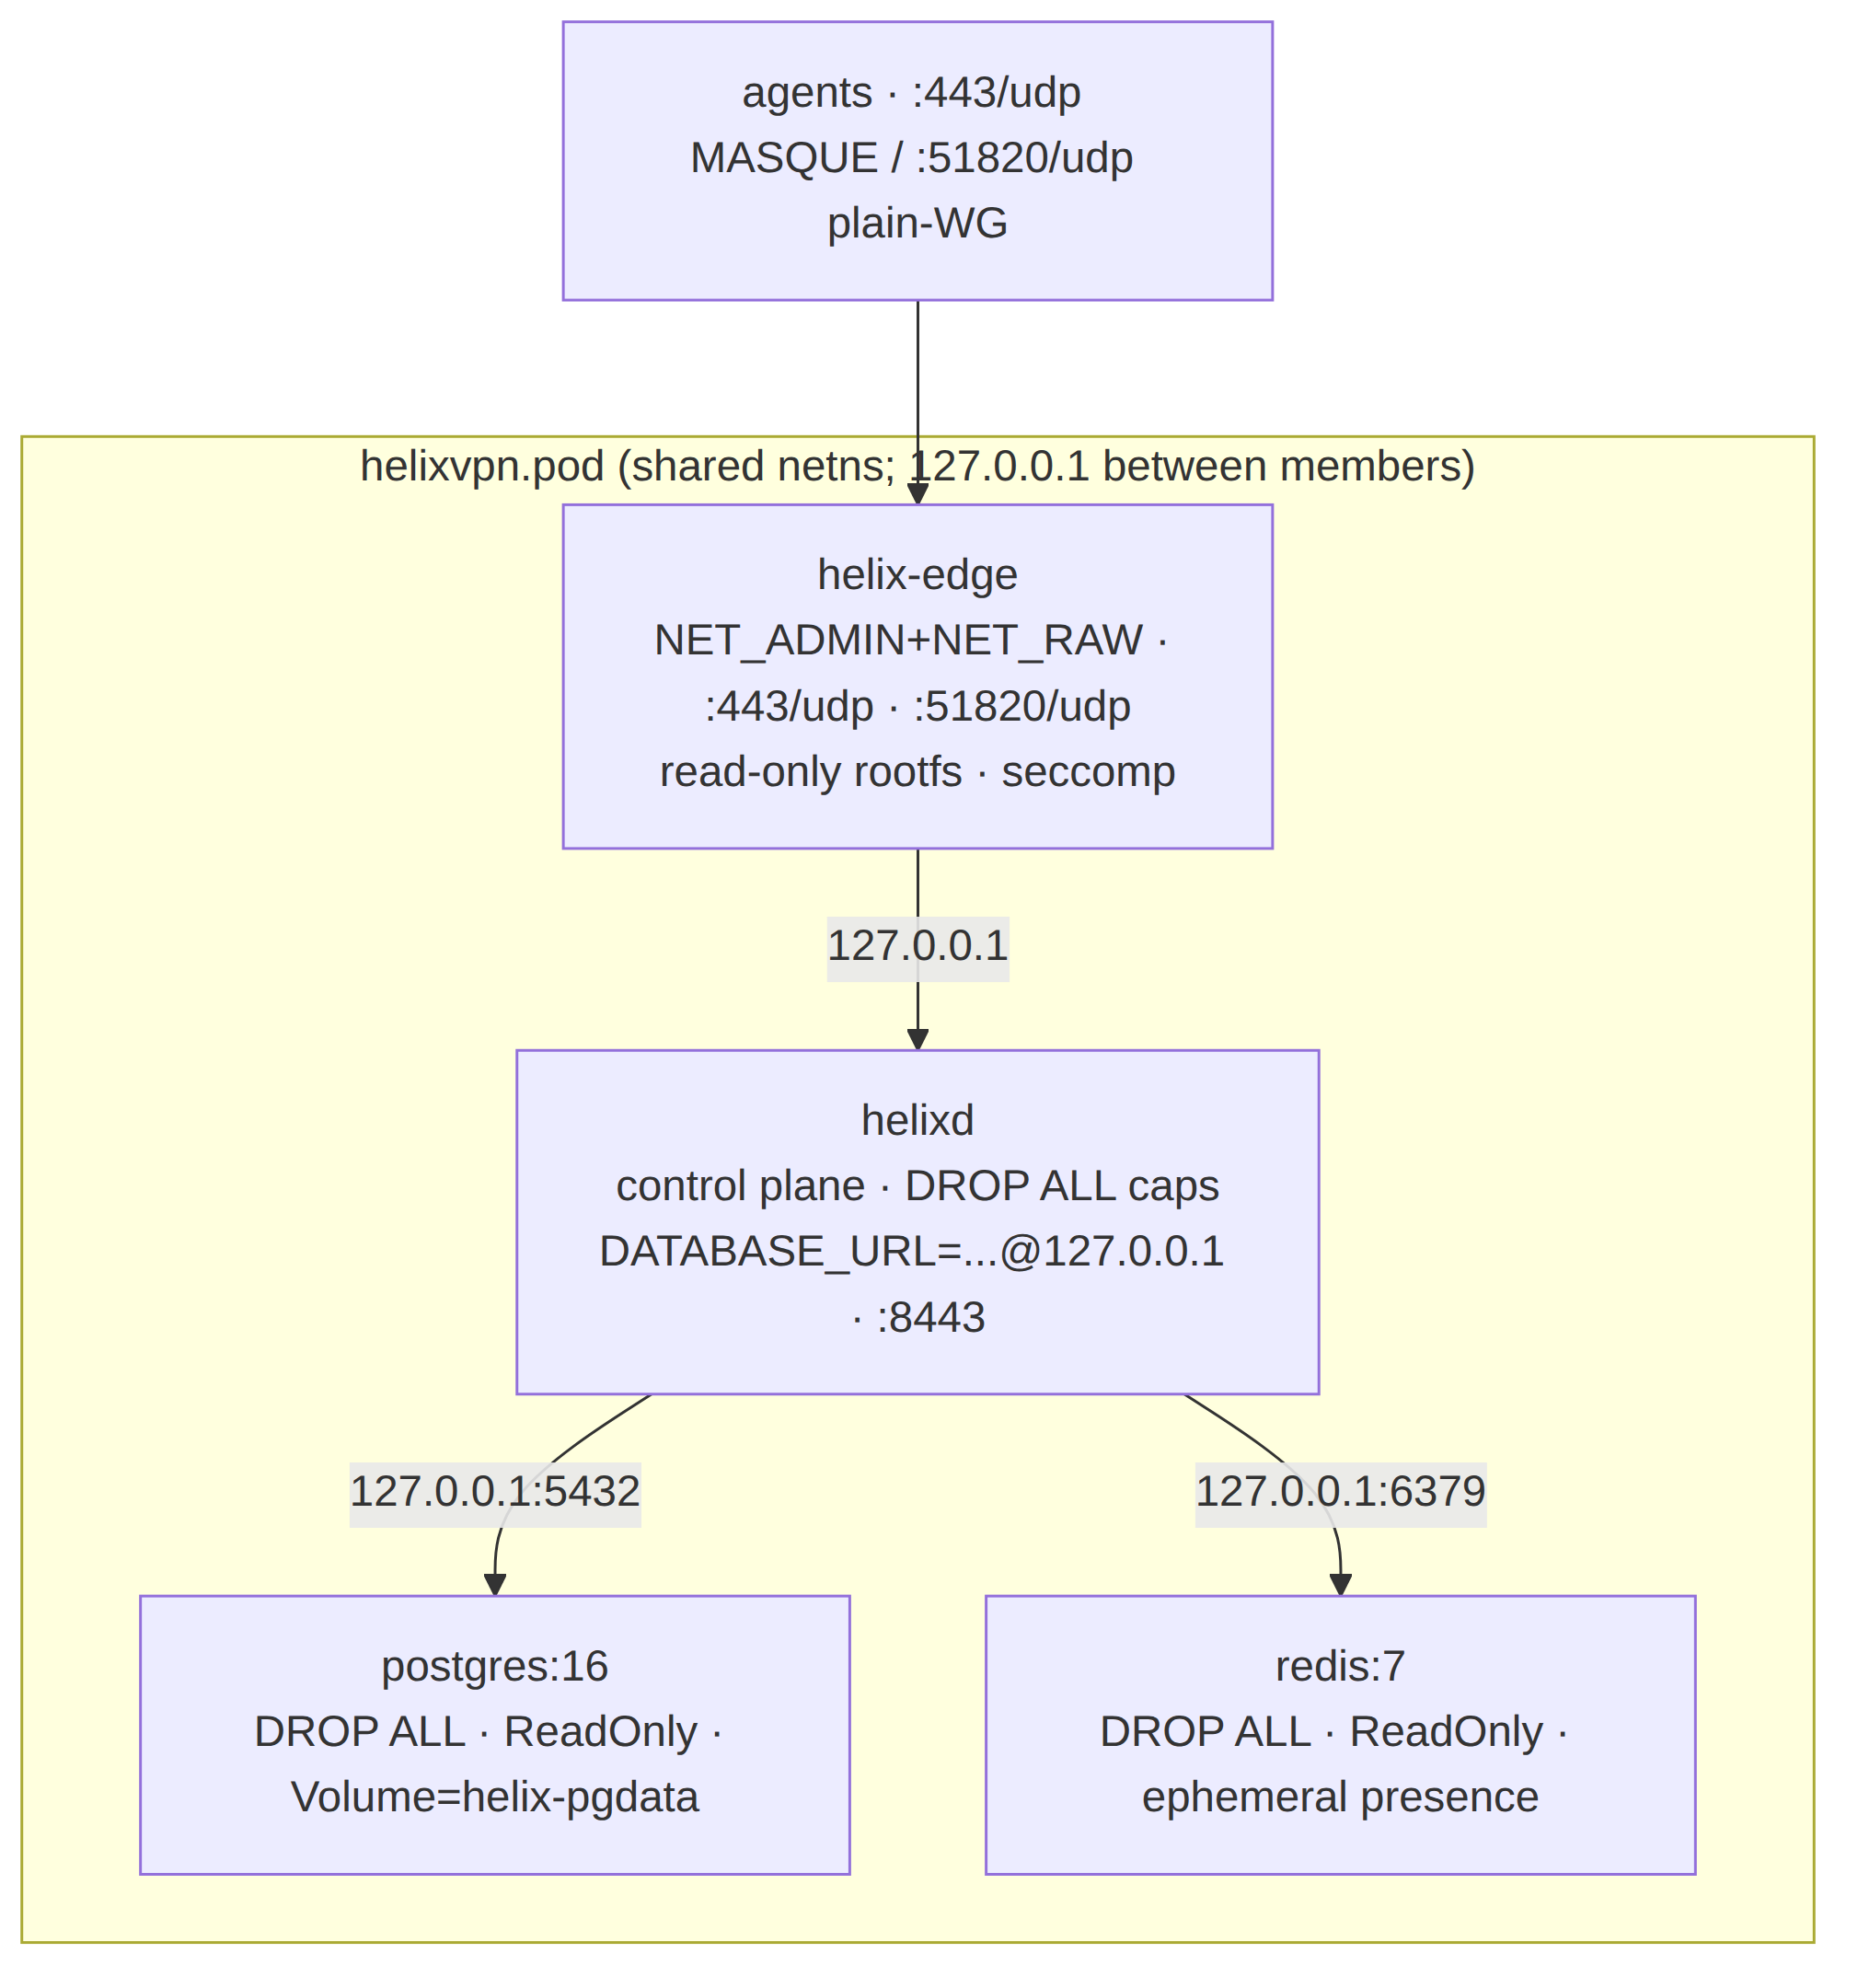 agents · :443/udp
MASQUE / :51820/udp
plain-WG
helixvpn.pod (shared netns; 127.0.0.1 between members)
helix-edge
NET_ADMIN+NET_RAW ·
:443/udp · :51820/udp
read-only rootfs · seccomp
127.0.0.1
helixd
control plane · DROP ALL caps
DATABASE_URL=...@127.0.0.1
· :8443
127.0.0.1:5432
127.0.0.1:6379
postgres:16
DROP ALL · ReadOnly ·
Volume=helix-pgdata
redis:7
DROP ALL · ReadOnly ·
ephemeral presence